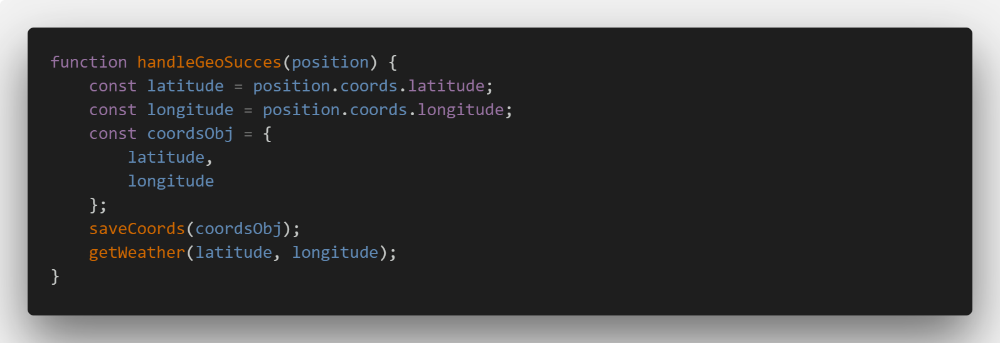 function handleGeoSucces(position) {
    const latitude = position.coords.latitude;
    const longitude = position.coords.longitude;
    const coordsObj = {
        latitude,
        longitude
    };
    saveCoords(coordsObj);
    getWeather(latitude, longitude);
}